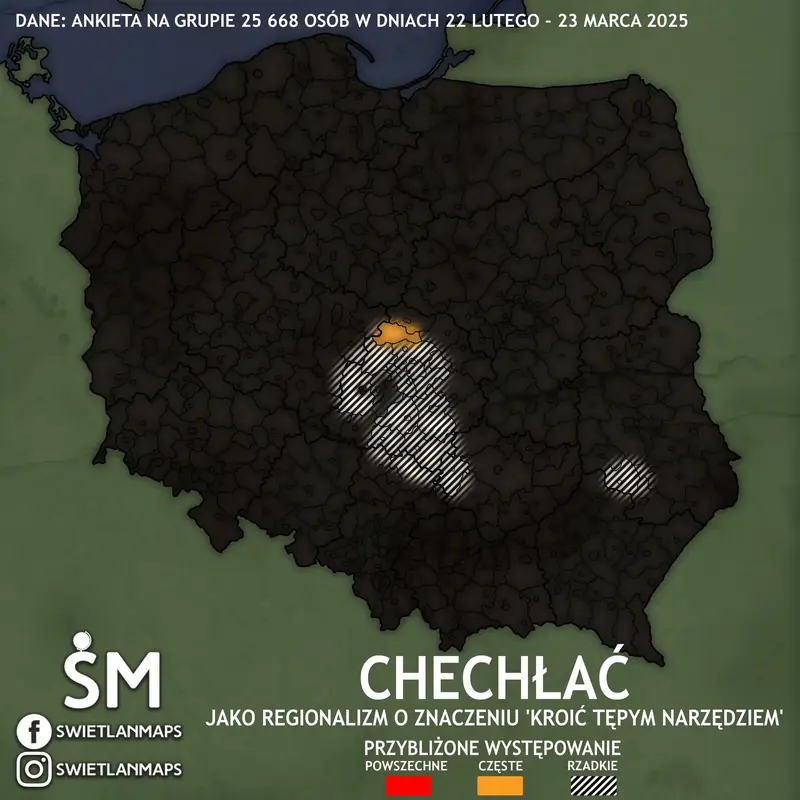 DANE: ANKIETA NA GRUPIE 25 668 OSÓB W DNIACH 22 LUTEGO - 23 MARCA 2025
ŚM
SWIETLANMAPS
SWIETLANMAPS
CHECHŁAĆ
JAKO REGIONALIZM O ZNACZENIU 'KROIĆ TĘPYM NARZĘDZIEM'
PRZYBLIŻONE WYSTĘPOWANIE
POWSZECHNE CZĘSTE RZADKIE